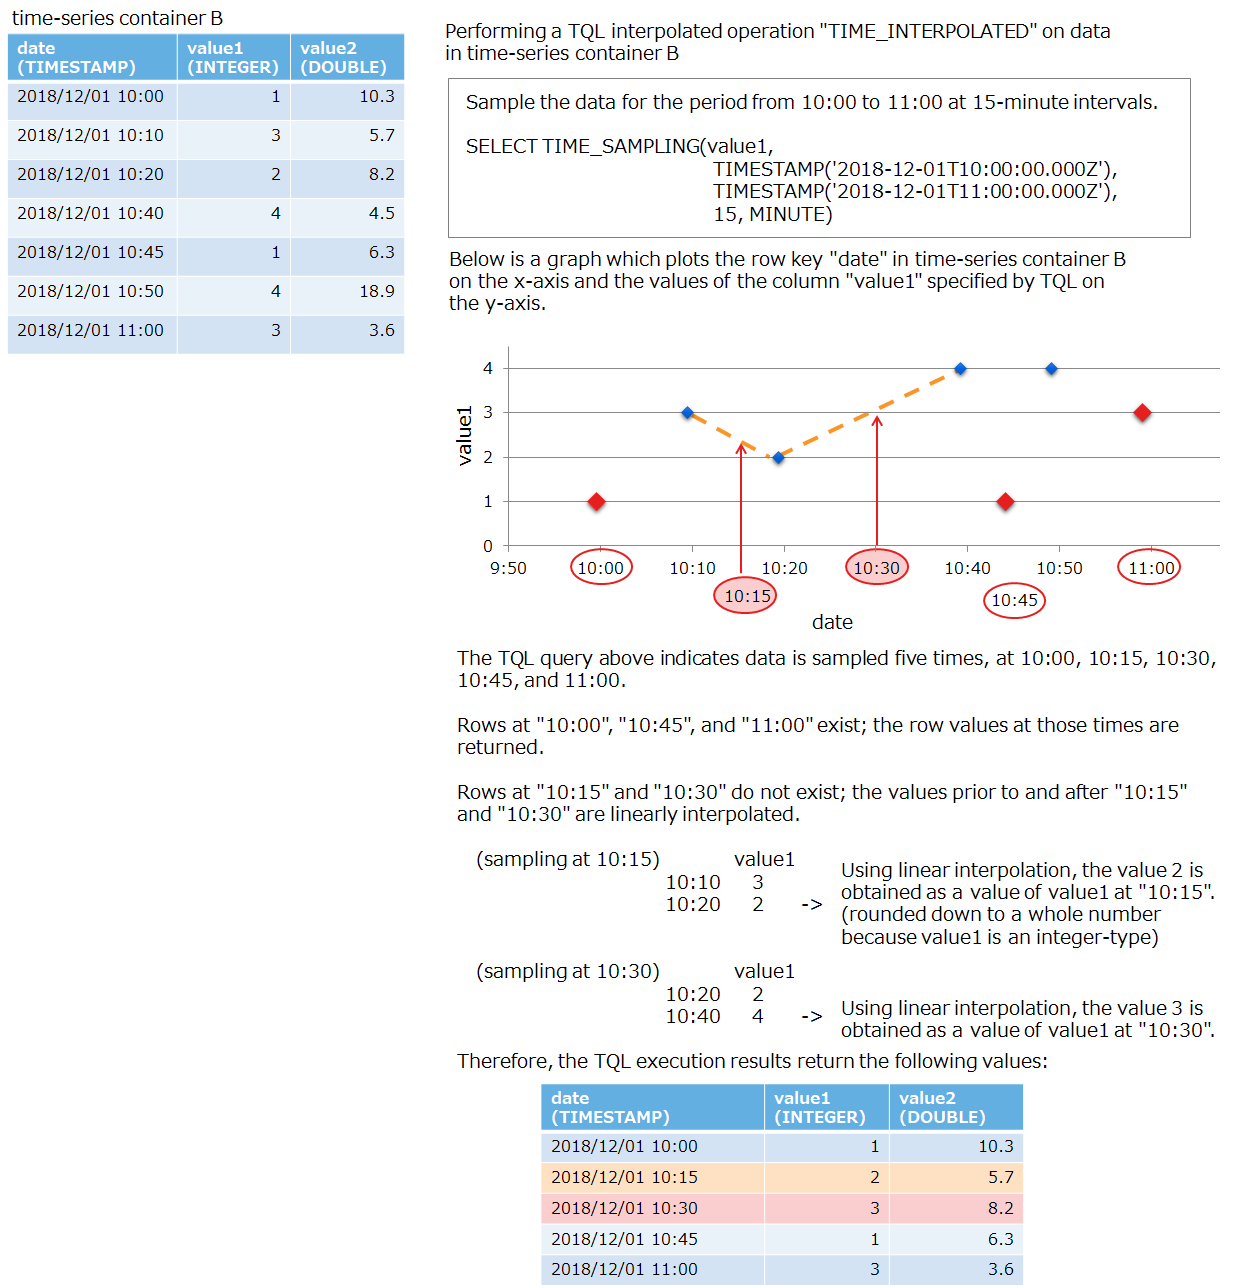 time-series container B
date value1 value2
(TIMESTAMP) (INTEGER) (DOUBLE)
2018/12/01 10:00 1 10.3
2018/12/01 10:10 3 5.7
2018/12/01 10:20 2 8.2
2018/12/01 10:40 4 4.5
2018/12/01 10:45 1 6.3
2018/12/01 10:50 4 18.9
2018/12/01 11:00 3 3.6
Performing a TQL interpolated operation "TIME_INTERPOLATED" on data
in time-series container B
Sample the data for the period from 10:00 to 11:00 at 15-minute intervals.
SELECT TIME_SAMPLING(value1,
TIMESTAMP('2018-12-01T10:00:00.000Z'),
TIMESTAMP('2018-12-01T11:00:00.000Z'),
15, MINUTE)
Below is a graph which plots the row key "date" in time-series container B
on the x-axis and the values of the column "value1" specified by TQL on
the y-axis.
4
3
2
1
0
value1
9:50 10:00 10:10 10:20 10:30 10:40 10:50 11:00
10:15 10:45
date
The TQL query above indicates data is sampled five times, at 10:00, 10:15, 10:30,
10:45, and 11:00.
Rows at "10:00", "10:45", and "11:00" exist; the row values at those times are
returned.
Rows at "10:15" and "10:30" do not exist; the values prior to and after "10:15"
and "10:30" are linearly interpolated.
(sampling at 10:15) value1
10:10 3
10:20 2 ->
Using linear interpolation, the value 2 is
obtained as a value of value1 at "10:15".
(rounded down to a whole number
because value1 is an integer-type)
(sampling at 10:30) value1
10:20 2
10:40 4 ->
Using linear interpolation, the value 3 is
obtained as a value of value1 at "10:30".
Therefore, the TQL execution results return the following values:
date value1 value2
(TIMESTAMP) (INTEGER) (DOUBLE)
2018/12/01 10:00 1 10.3
2018/12/01 10:15 2 5.7
2018/12/01 10:30 3 8.2
2018/12/01 10:45 1 6.3
2018/12/01 11:00 3 3.6